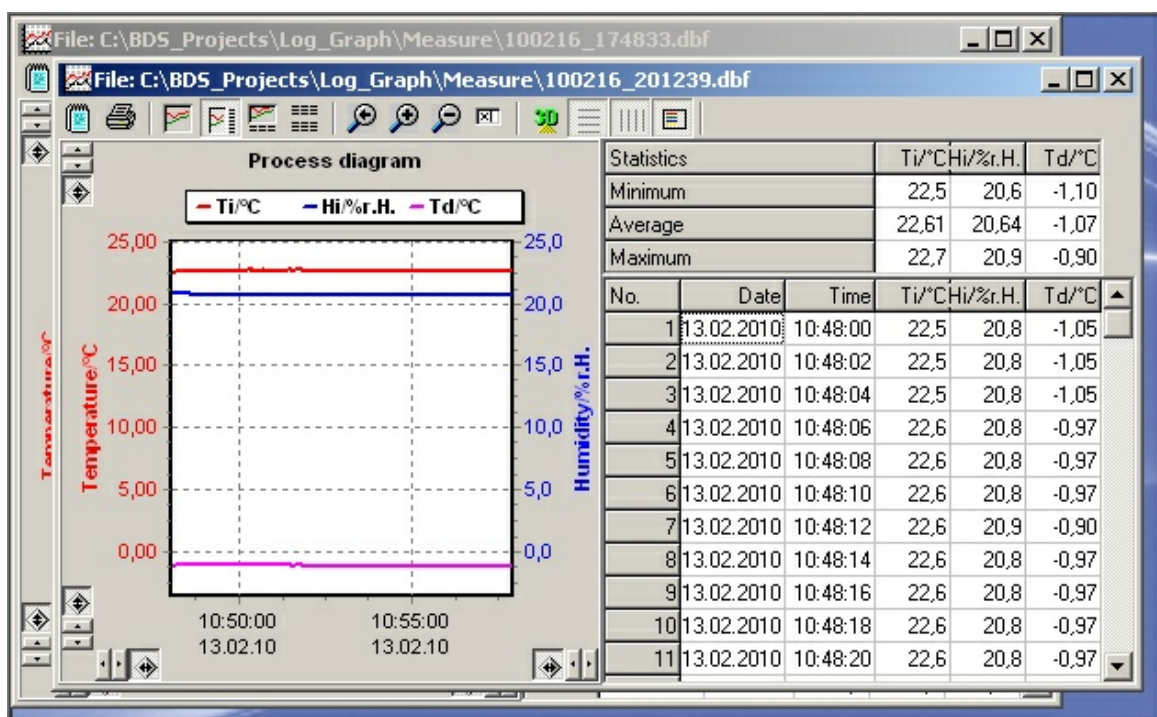 File: C:\BDS_Projects\Log_Graph\Measure\100216_174833.dbf
File: C:\BDS_Projects\Log_Graph\Measure\100216_201239.dbf
3D
Process diagram
Ti/°C Hi/%r.H. Td/°C
25,00 25,0
20,00 20,0
15,00 15,0
10,00 10,0
5,00 5,0
0,00 0,0
Temperature/°C
Temperature/°C
Humidity/%r.H.
10:50:00 10:55:00
13.02.10 13.02.10
Statistics Ti/°C Hi/%r.H. Td/°C
Minimum 22,5 20,6 -1,10
Average 22,61 20,64 -1,07
Maximum 22,7 20,9 -0,90
No. Date Time Ti/°C Hi/%r.H. Td/°C
1 13.02.2010 10:48:00 22,5 20,8 -1,05
2 13.02.2010 10:48:02 22,5 20,8 -1,05
3 13.02.2010 10:48:04 22,5 20,8 -1,05
4 13.02.2010 10:48:06 22,6 20,8 -0,97
5 13.02.2010 10:48:08 22,6 20,8 -0,97
6 13.02.2010 10:48:10 22,6 20,8 -0,97
7 13.02.2010 10:48:12 22,6 20,9 -0,90
8 13.02.2010 10:48:14 22,6 20,8 -0,97
9 13.02.2010 10:48:16 22,6 20,8 -0,97
10 13.02.2010 10:48:18 22,6 20,8 -0,97
11 13.02.2010 10:48:20 22,6 20,8 -0,97